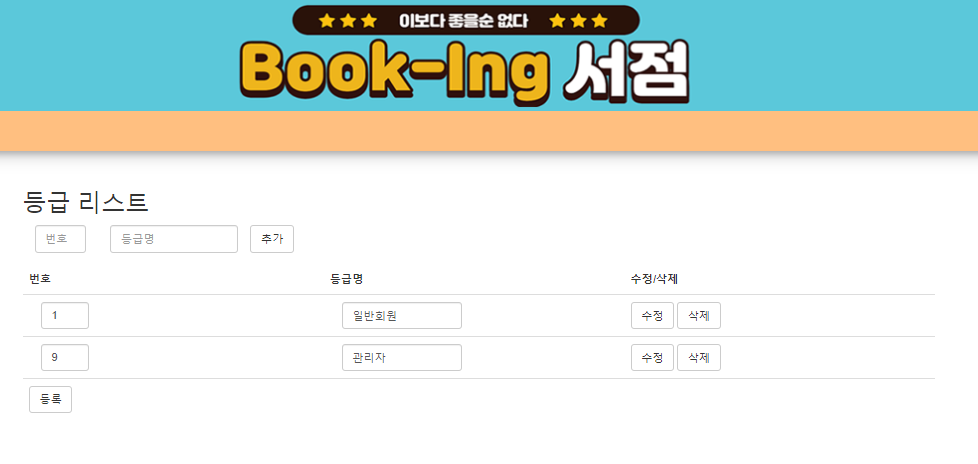 이보다 좋을순 없다
Book-Ing 서점
등급 리스트
번호 등급명 추가
번호 등급명 수정/삭제
1 일반회원 수정 삭제
9 관리자 수정 삭제
등록